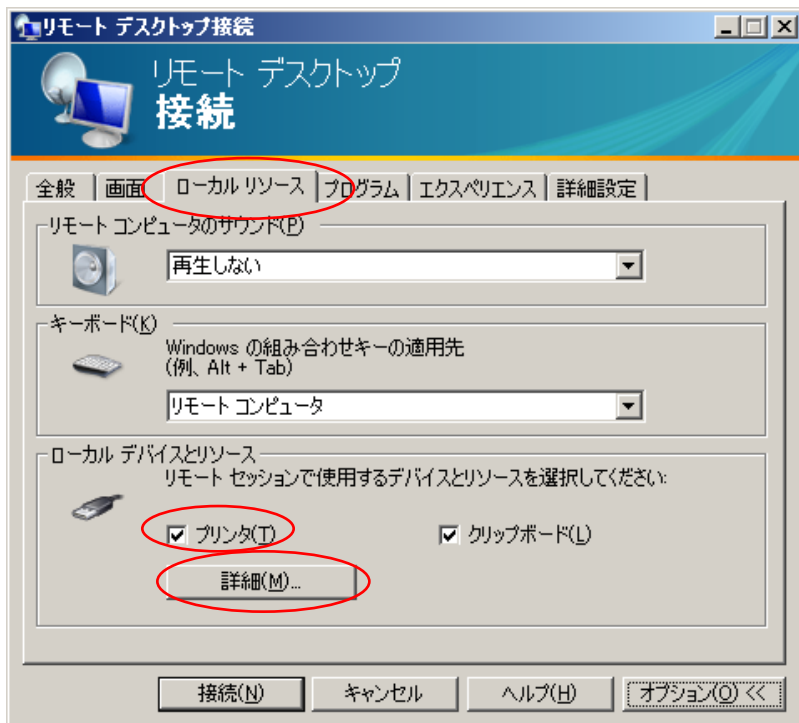 リモート デスクトップ接続
リモート デスクトップ
接続
全般 画面 ローカル リソース プログラム エクスペリエンス 詳細設定
リモート コンピュータのサウンド(P)
再生しない
キーボード(K)
Windows の組み合わせキーの適用先
(例、Alt + Tab)
リモート コンピュータ
ローカル デバイスとリソース
リモート セッションで使用するデバイスとリソースを選択してください:
プリンタ(T) クリップボード(L)
詳細(M)...
接続(N) キャンセル ヘルプ(H) オプション(O) <<